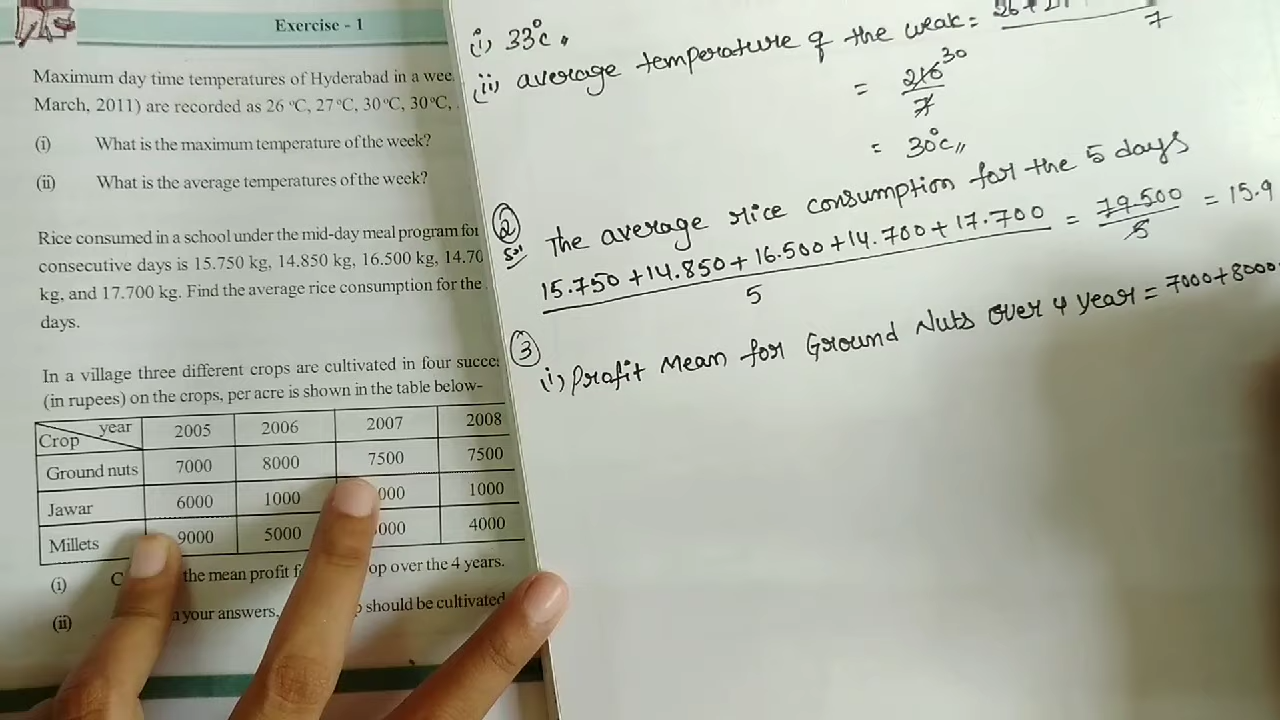 Exercise - 1
Maximum day time temperatures of Hyderabad in a wee
March, 2011) are recorded as 26 °C, 27 °C, 30 °C, 30 °C,
(i) What is the maximum temperature of the week?
(ii) What is the average temperatures of the week?
Rice consumed in a school under the mid-day meal program for
consecutive days is 15.750 kg, 14.850 kg, 16.500 kg, 14.70
kg, and 17.700 kg. Find the average rice consumption for the
days.
In a village three different crops are cultivated in four succe
(in rupees) on the crops, per acre is shown in the table below-
Crop year 2005 2006 2007 2008
Ground nuts 7000 8000 7500 7500
Jawar 6000 1000 000 1000
Millets 9000 5000 000 4000
(i) C the mean profit f op over the 4 years.
(ii) your answers, should be cultivated
(i) 33°c.
(ii) average temperature of the weak = 26 + 7
= 216 30 7
= 30°c
② The average rice consumption for the 5 days
Sol 15.750 + 14.850 + 16.500 + 14.700 + 17.700 = 79.500 = 15.9
5 5
③
(i) Profit Mean for Ground Nuts over 4 year = 7000 + 8000